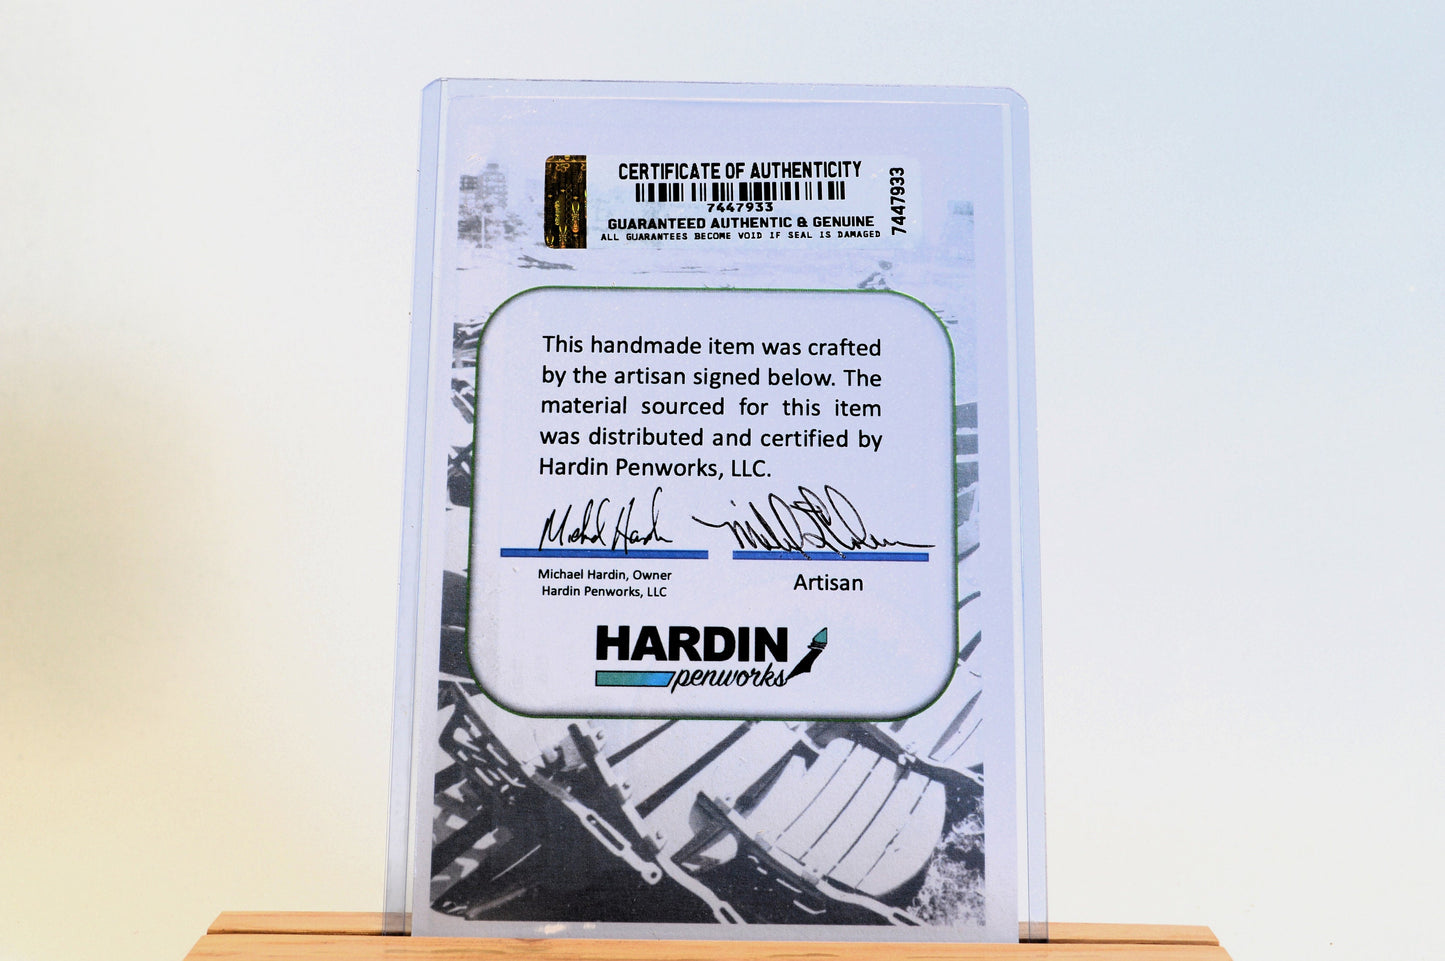 CERTIFICATE OF AUTHENTICITY
7447933
7447933
GUARANTEED AUTHENTIC & GENUINE
ALL GUARANTEES BECOME VOID IF SEAL IS DAMAGED
This handmade item was crafted
by the artisan signed below. The
material sourced for this item
was distributed and certified by
Hardin Penworks, LLC.
Michael Hardin
Michael Hardin, Owner
Hardin Penworks, LLC
Artisan
HARDIN
penworks